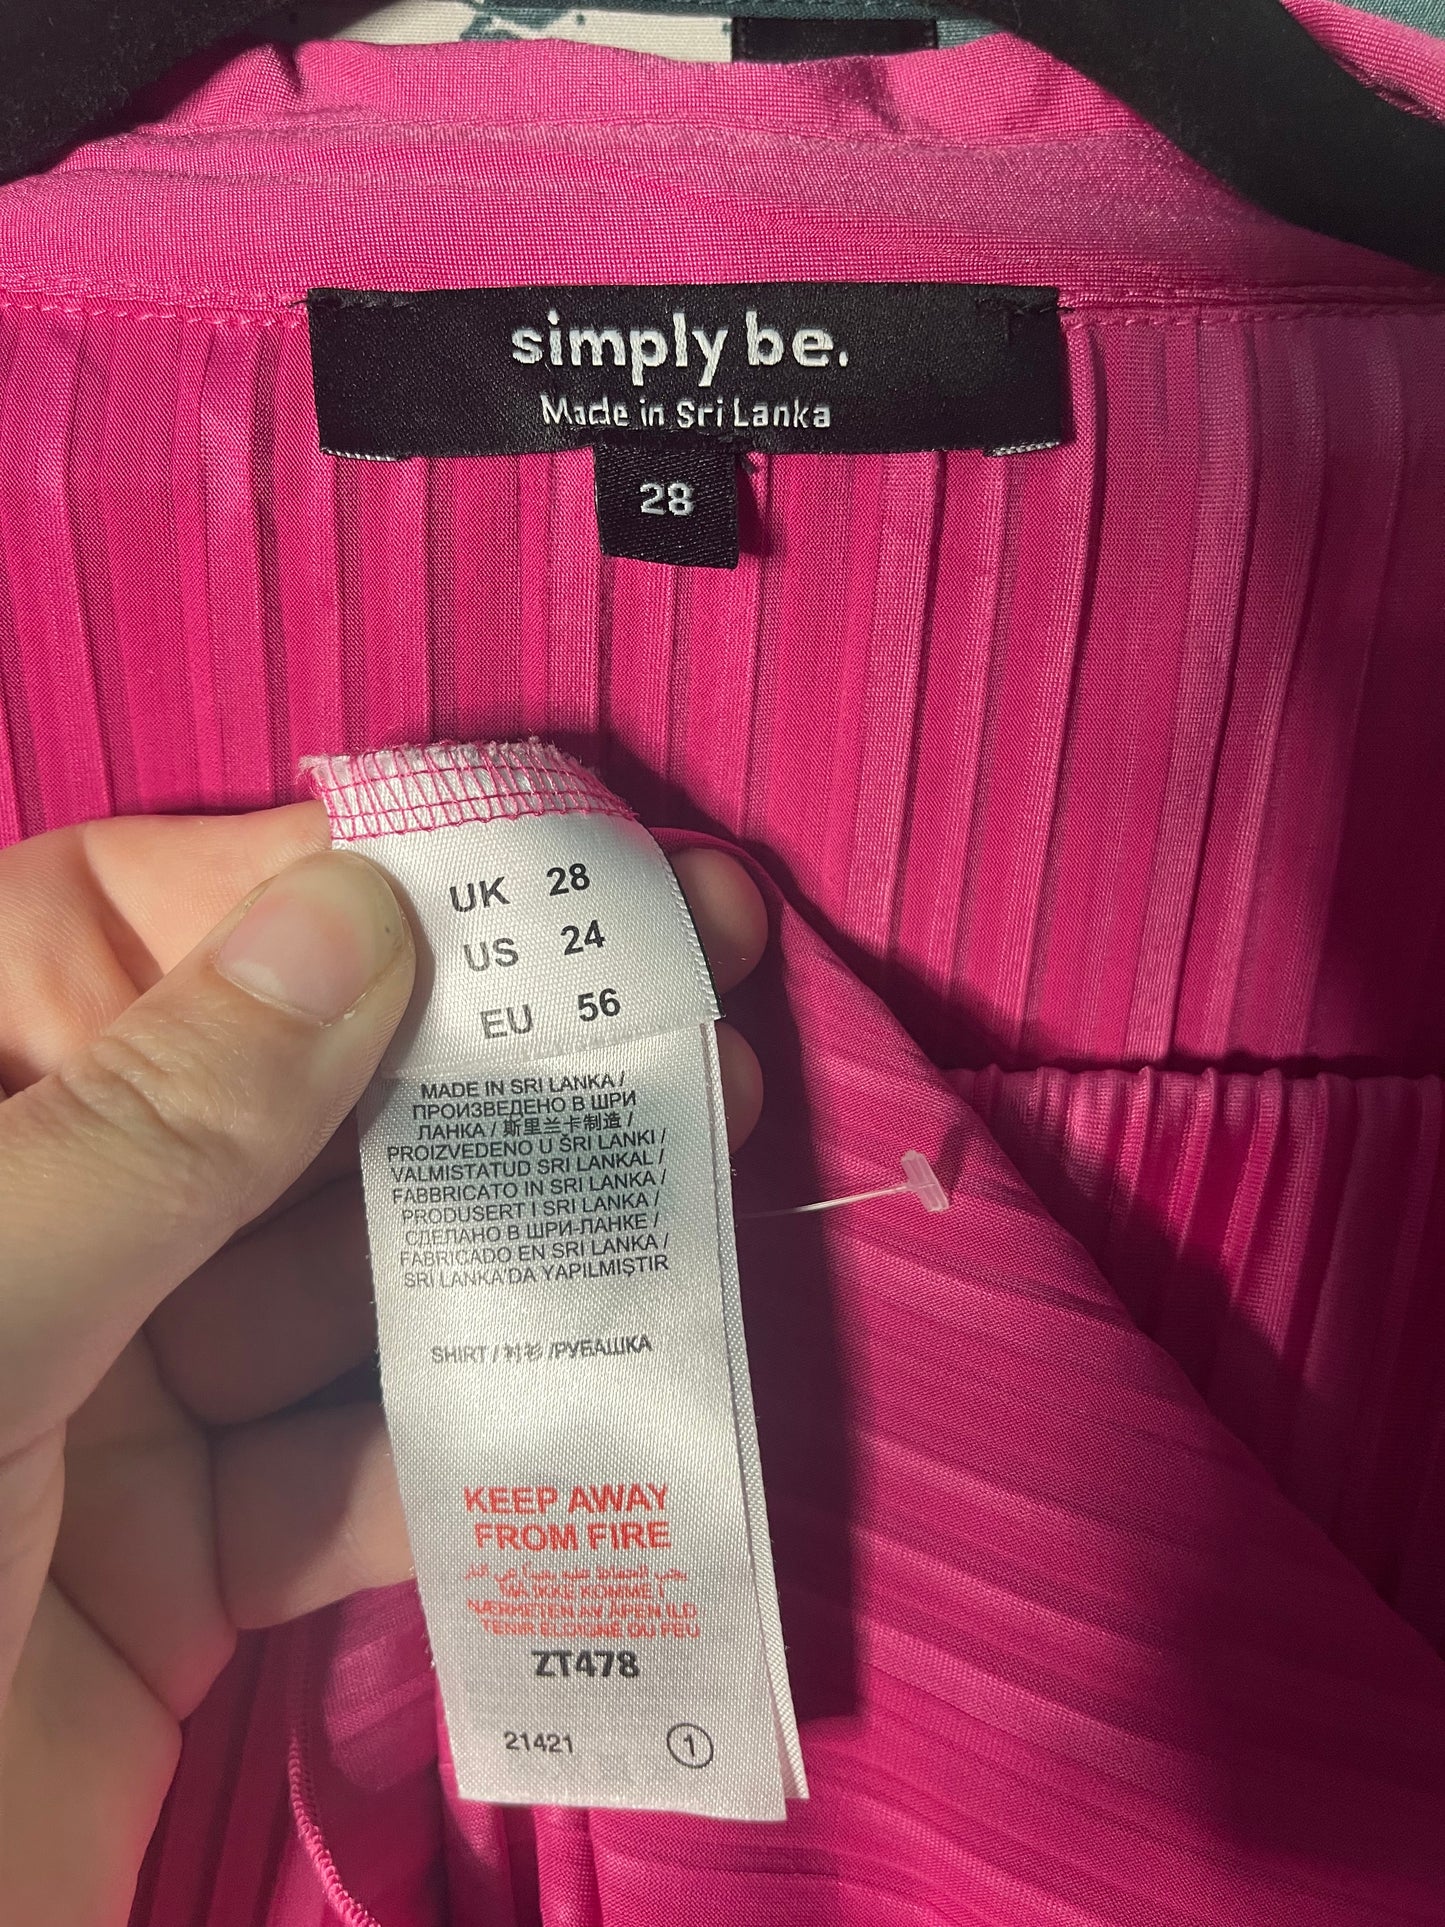 simply be.
Made in Sri Lanka
28
UK 28
US 24
EU 56
MADE IN SRI LANKA /
ПРОИЗВЕДЕНО В ШРИ
ЛАНКА / 斯里兰卡制造 /
PROIZVEDENO U ŠRI LANKI /
VALMISTATUD SRI LANKAL /
FABBRICATO IN SRI LANKA /
PRODUSERT I SRI LANKA /
СДЕЛАНО В ШРИ-ЛАНКЕ /
FABRICADO EN SRI LANKA /
SRİ LANKA'DA YAPILMIŞTIR
SHIRT / 衬衫 /РУБАШКА
KEEP AWAY
FROM FIRE
MÅ IKKE KOMME I
NÆRHETEN AV ÅPEN ILD
TENIR ELOIGNE DU FEU
ZT478
21421 1